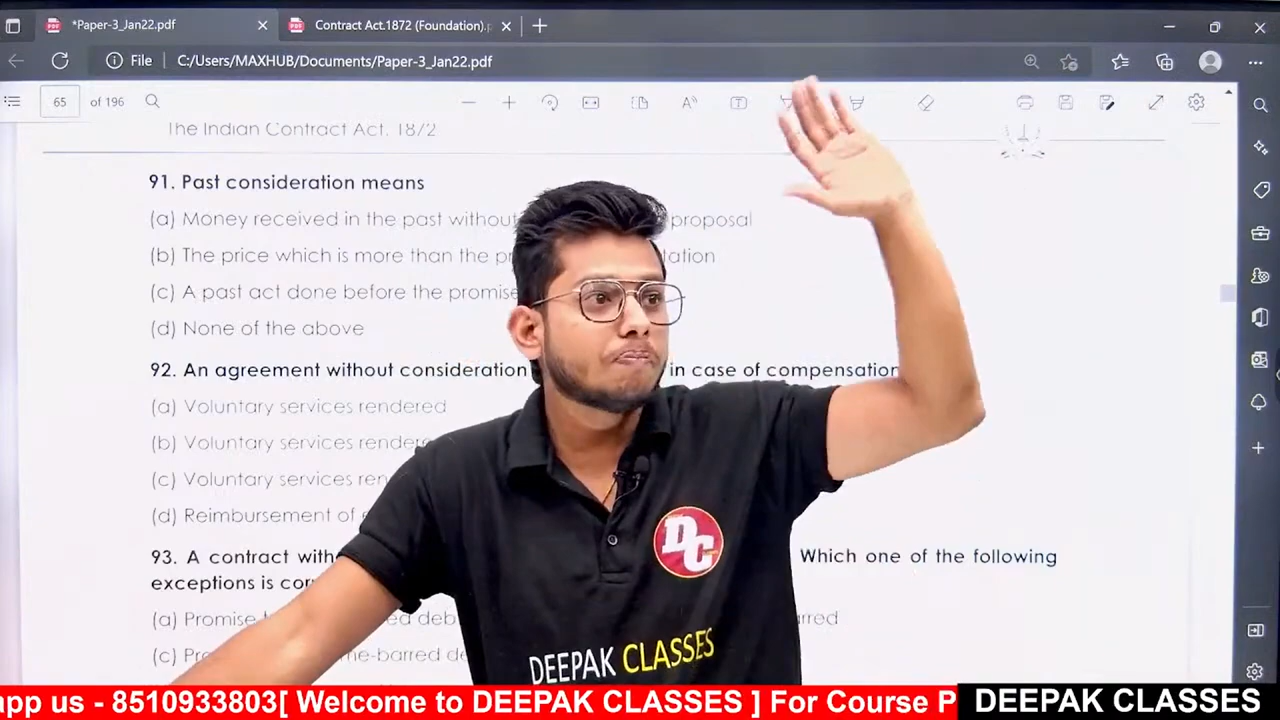 *Paper-3_Jan22.pdf
Contract Act.1872 (Foundation).p
File
C:/Users/MAXHUB/Documents/Paper-3_Jan22.pdf
65 of 196
The Indian Contract Act, 1872
91. Past consideration means
(a) Money received in the past without proposal
(b) The price which is more than the
(c) A past act done before the promise
(d) None of the above
92. An agreement without consideration in case of compensation
(a) Voluntary services rendered
(b) Voluntary services
(c) Voluntary services
(d) Reimbursement of
93. A contract Which one of the following
exceptions is
(a) Promise
(c)
DC
DEEPAK CLASSES
app us - 8510933803[ Welcome to DEEPAK CLASSES ] For Course P
DEEPAK CLASSES